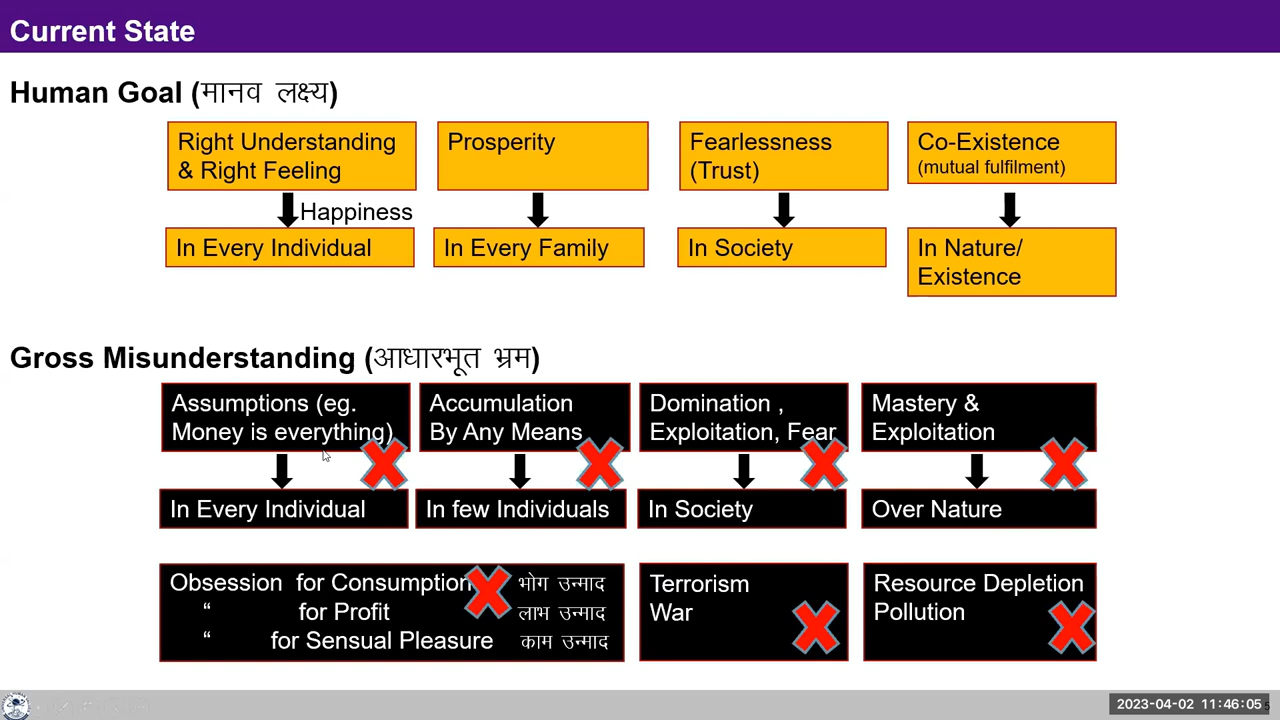 Current State
Human Goal (मानव लक्ष्य)
Right Understanding
& Right Feeling
Prosperity
Fearlessness
(Trust)
Co-Existence
(mutual fulfilment)
Happiness
In Every Individual
In Every Family
In Society
In Nature/
Existence
Gross Misunderstanding (आधारभूत भ्रम)
Assumptions (eg.
Money is everything)
Accumulation
By Any Means
Domination ,
Exploitation, Fear
Mastery &
Exploitation
In Every Individual
In few Individuals
In Society
Over Nature
Obsession for Consumption भोग उन्माद
“ for Profit लाभ उन्माद
“ for Sensual Pleasure काम उन्माद
Terrorism
War
Resource Depletion
Pollution
2023-04-02 11:46:05
5